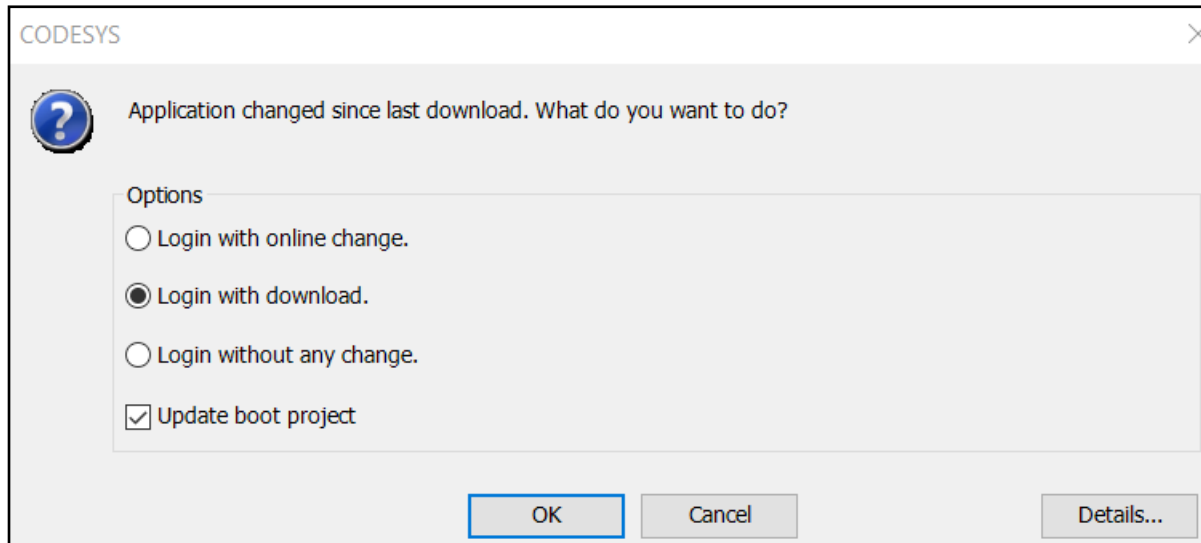 CODESYS
Application changed since last download. What do you want to do?
Options
Login with online change.
Login with download.
Login without any change.
Update boot project
OK
Cancel
Details...